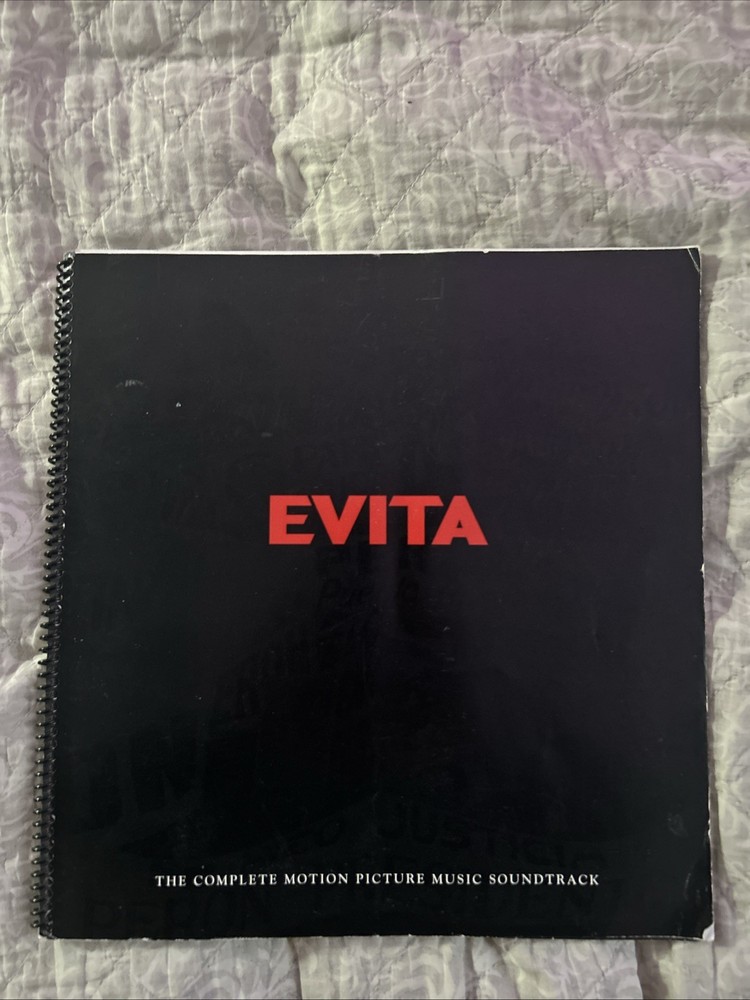 EVITA
THE COMPLETE MOTION PICTURE MUSIC SOUNDTRACK